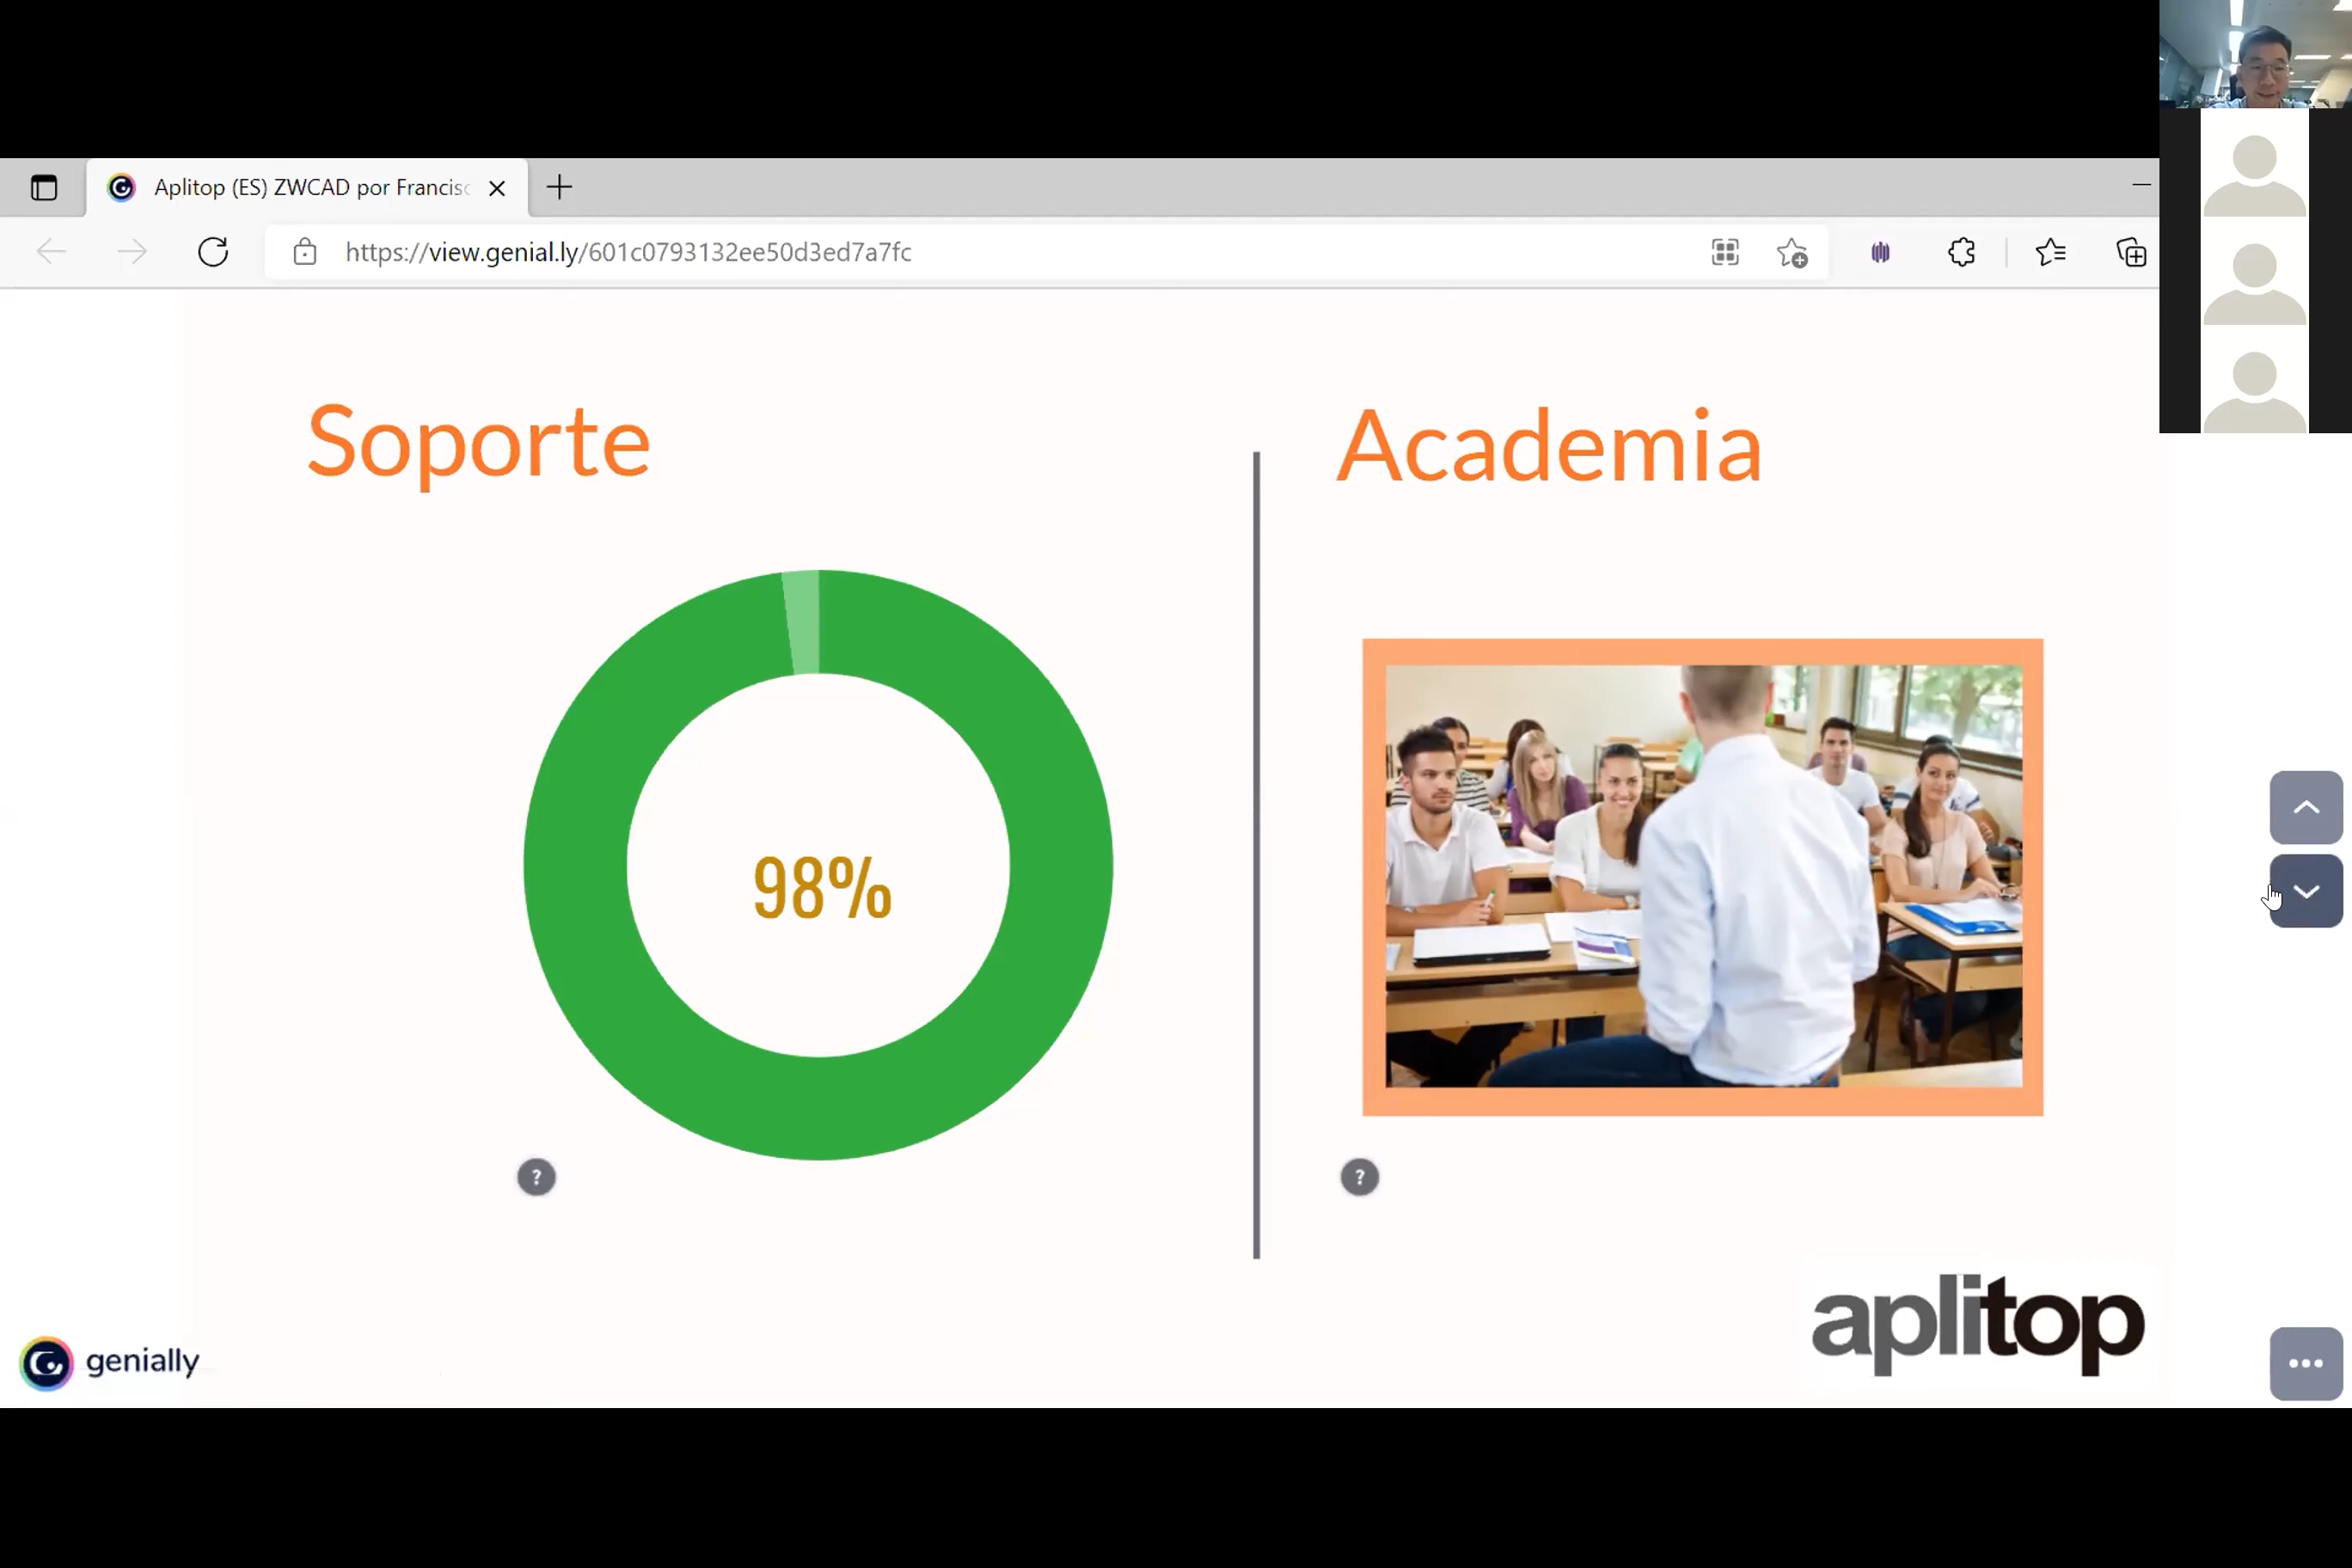 Aplitop (ES) ZWCAD por Francisc
https://view.genial.ly/601c0793132ee50d3ed7a7fc
Soporte
Academia
98%
?
?
aplitop
genially